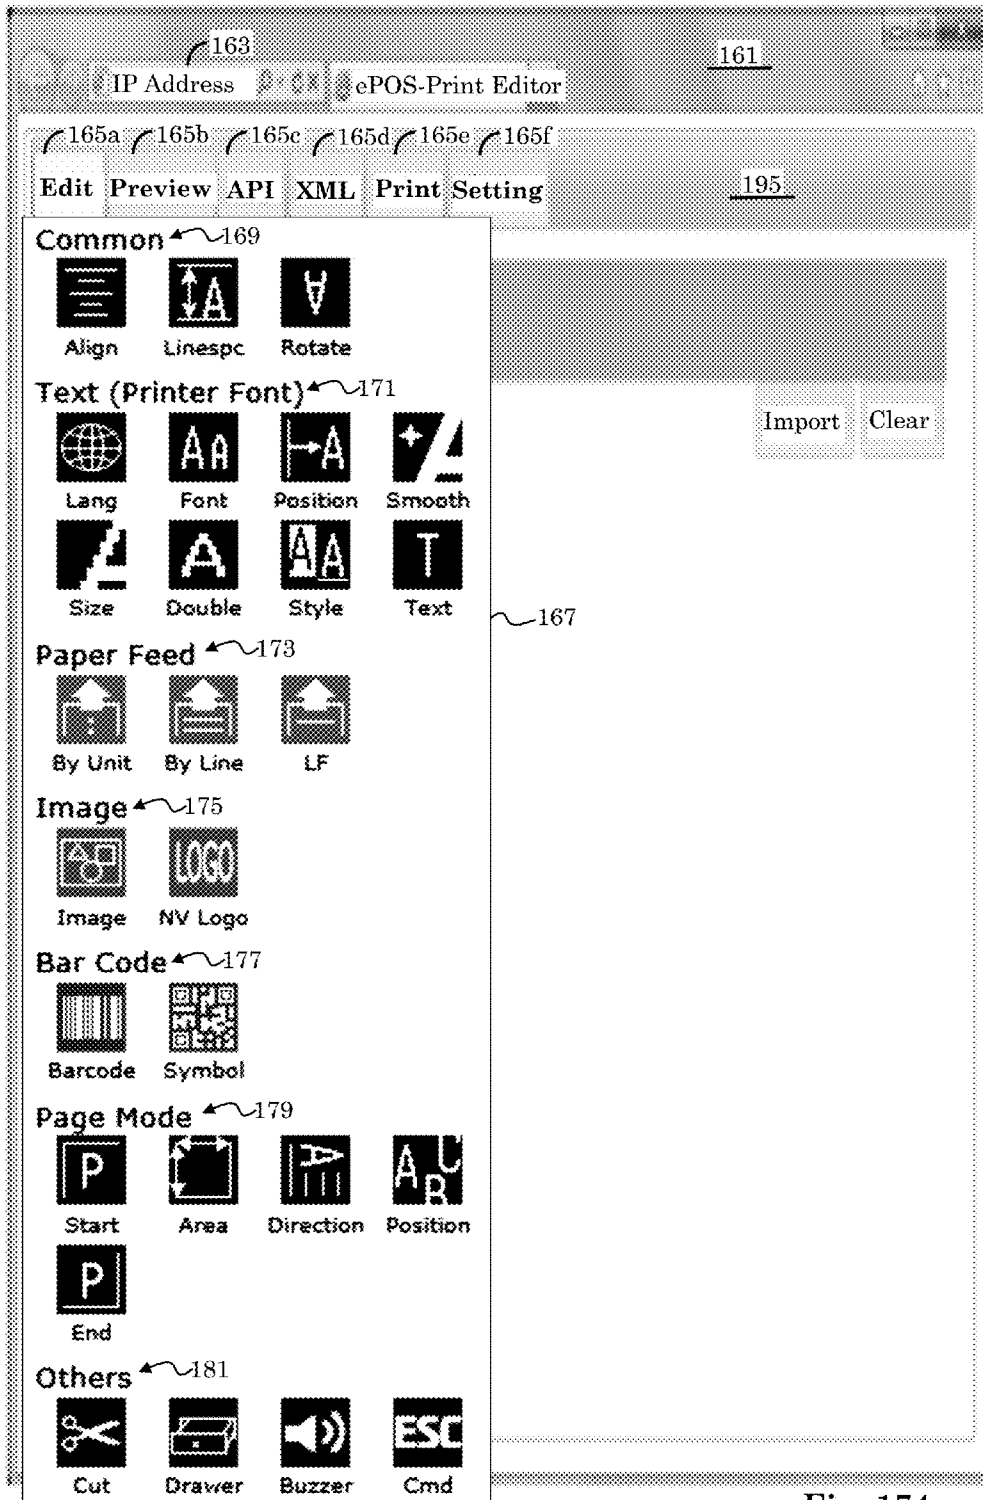 163
161
IP Address ePOS-Print Editor
165a 165b 165c 165d 165e 165f
Edit Preview API XML Print Setting
195
Common 169
Align Linespc Rotate
Text (Printer Font) 171
Import Clear
Lang Font Position Smooth
Size Double Style Text
167
Paper Feed 173
By Unit By Line LF
Image 175
LOGO
Image NV Logo
Bar Code 177
Barcode Symbol
Page Mode 179
P A A B C
Start Area Direction Position
P
End
Others 181
ESC
Cut Drawer Buzzer Cmd